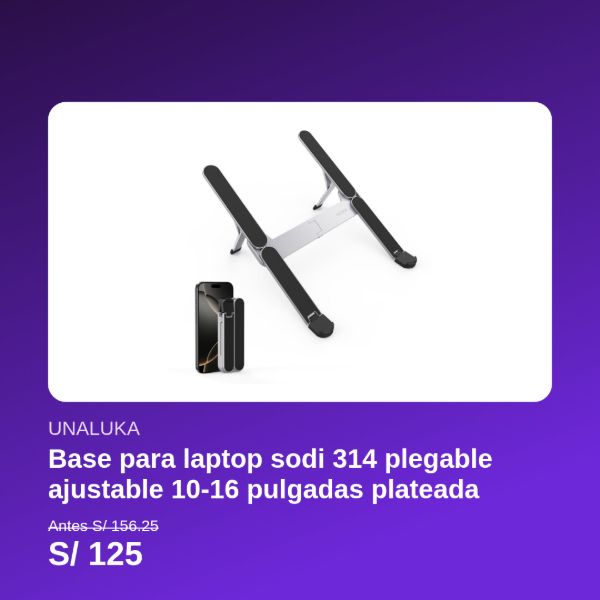 UNALUKA
Base para laptop sodi 314 plegable
ajustable 10-16 pulgadas plateada
Antes S/ 156.25
S/ 125